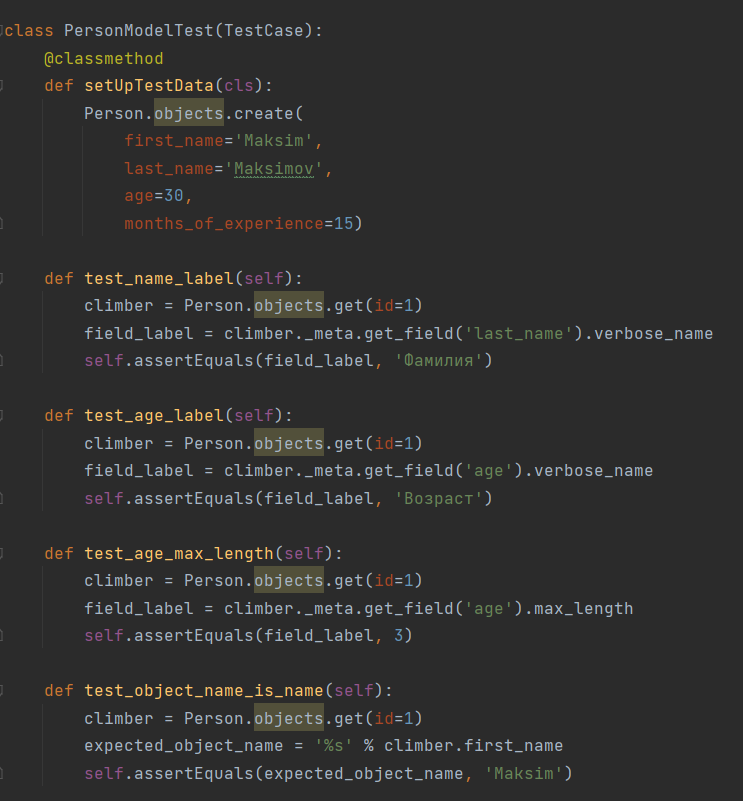 class PersonModelTest(TestCase):
    @classmethod
    def setUpTestData(cls):
        Person.objects.create(
            first_name='Maksim',
            last_name='Maksimov',
            age=30,
            months_of_experience=15)

    def test_name_label(self):
        climber = Person.objects.get(id=1)
        field_label = climber._meta.get_field('last_name').verbose_name
        self.assertEquals(field_label, 'Фамилия')

    def test_age_label(self):
        climber = Person.objects.get(id=1)
        field_label = climber._meta.get_field('age').verbose_name
        self.assertEquals(field_label, 'Возраст')

    def test_age_max_length(self):
        climber = Person.objects.get(id=1)
        field_label = climber._meta.get_field('age').max_length
        self.assertEquals(field_label, 3)

    def test_object_name_is_name(self):
        climber = Person.objects.get(id=1)
        expected_object_name = '%s' % climber.first_name
        self.assertEquals(expected_object_name, 'Maksim')